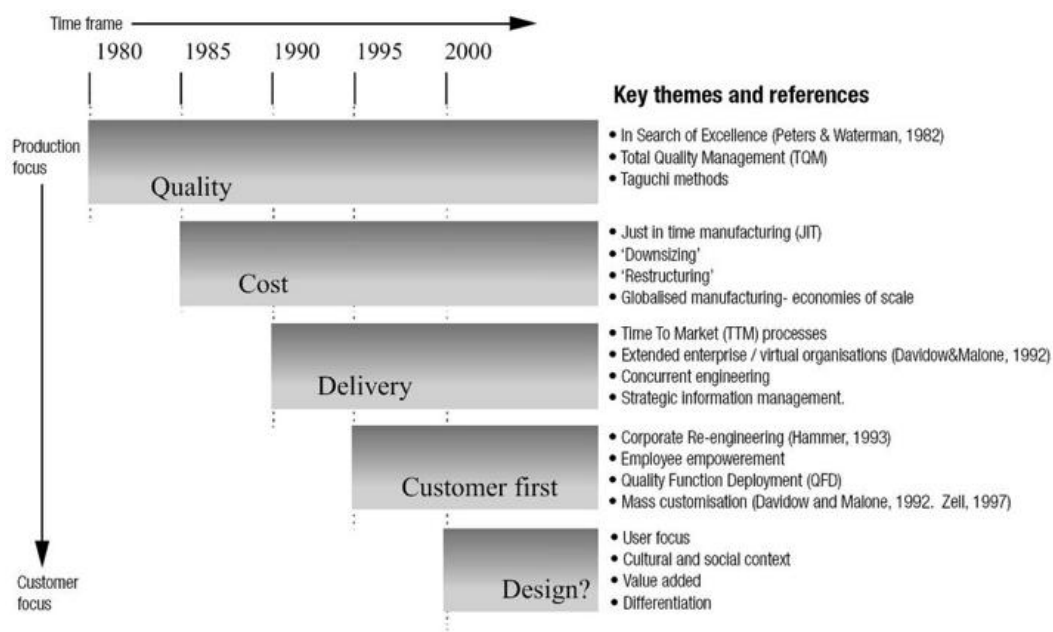 Time frame
1980 1985 1990 1995 2000
Key themes and references
Production
focus
Quality
• In Search of Excellence (Peters & Waterman, 1982)
• Total Quality Management (TQM)
• Taguchi methods
Cost
• Just in time manufacturing (JIT)
• ‘Downsizing’
• ‘Restructuring’
• Globalised manufacturing- economies of scale
Delivery
• Time To Market (TTM) processes
• Extended enterprise / virtual organisations (Davidow&Malone, 1992)
• Concurrent engineering
• Strategic information management.
Customer first
• Corporate Re-engineering (Hammer, 1993)
• Employee empowerement
• Quality Function Deployment (QFD)
• Mass customisation (Davidow and Malone, 1992. Zell, 1997)
Customer
focus
Design?
• User focus
• Cultural and social context
• Value added
• Differentiation